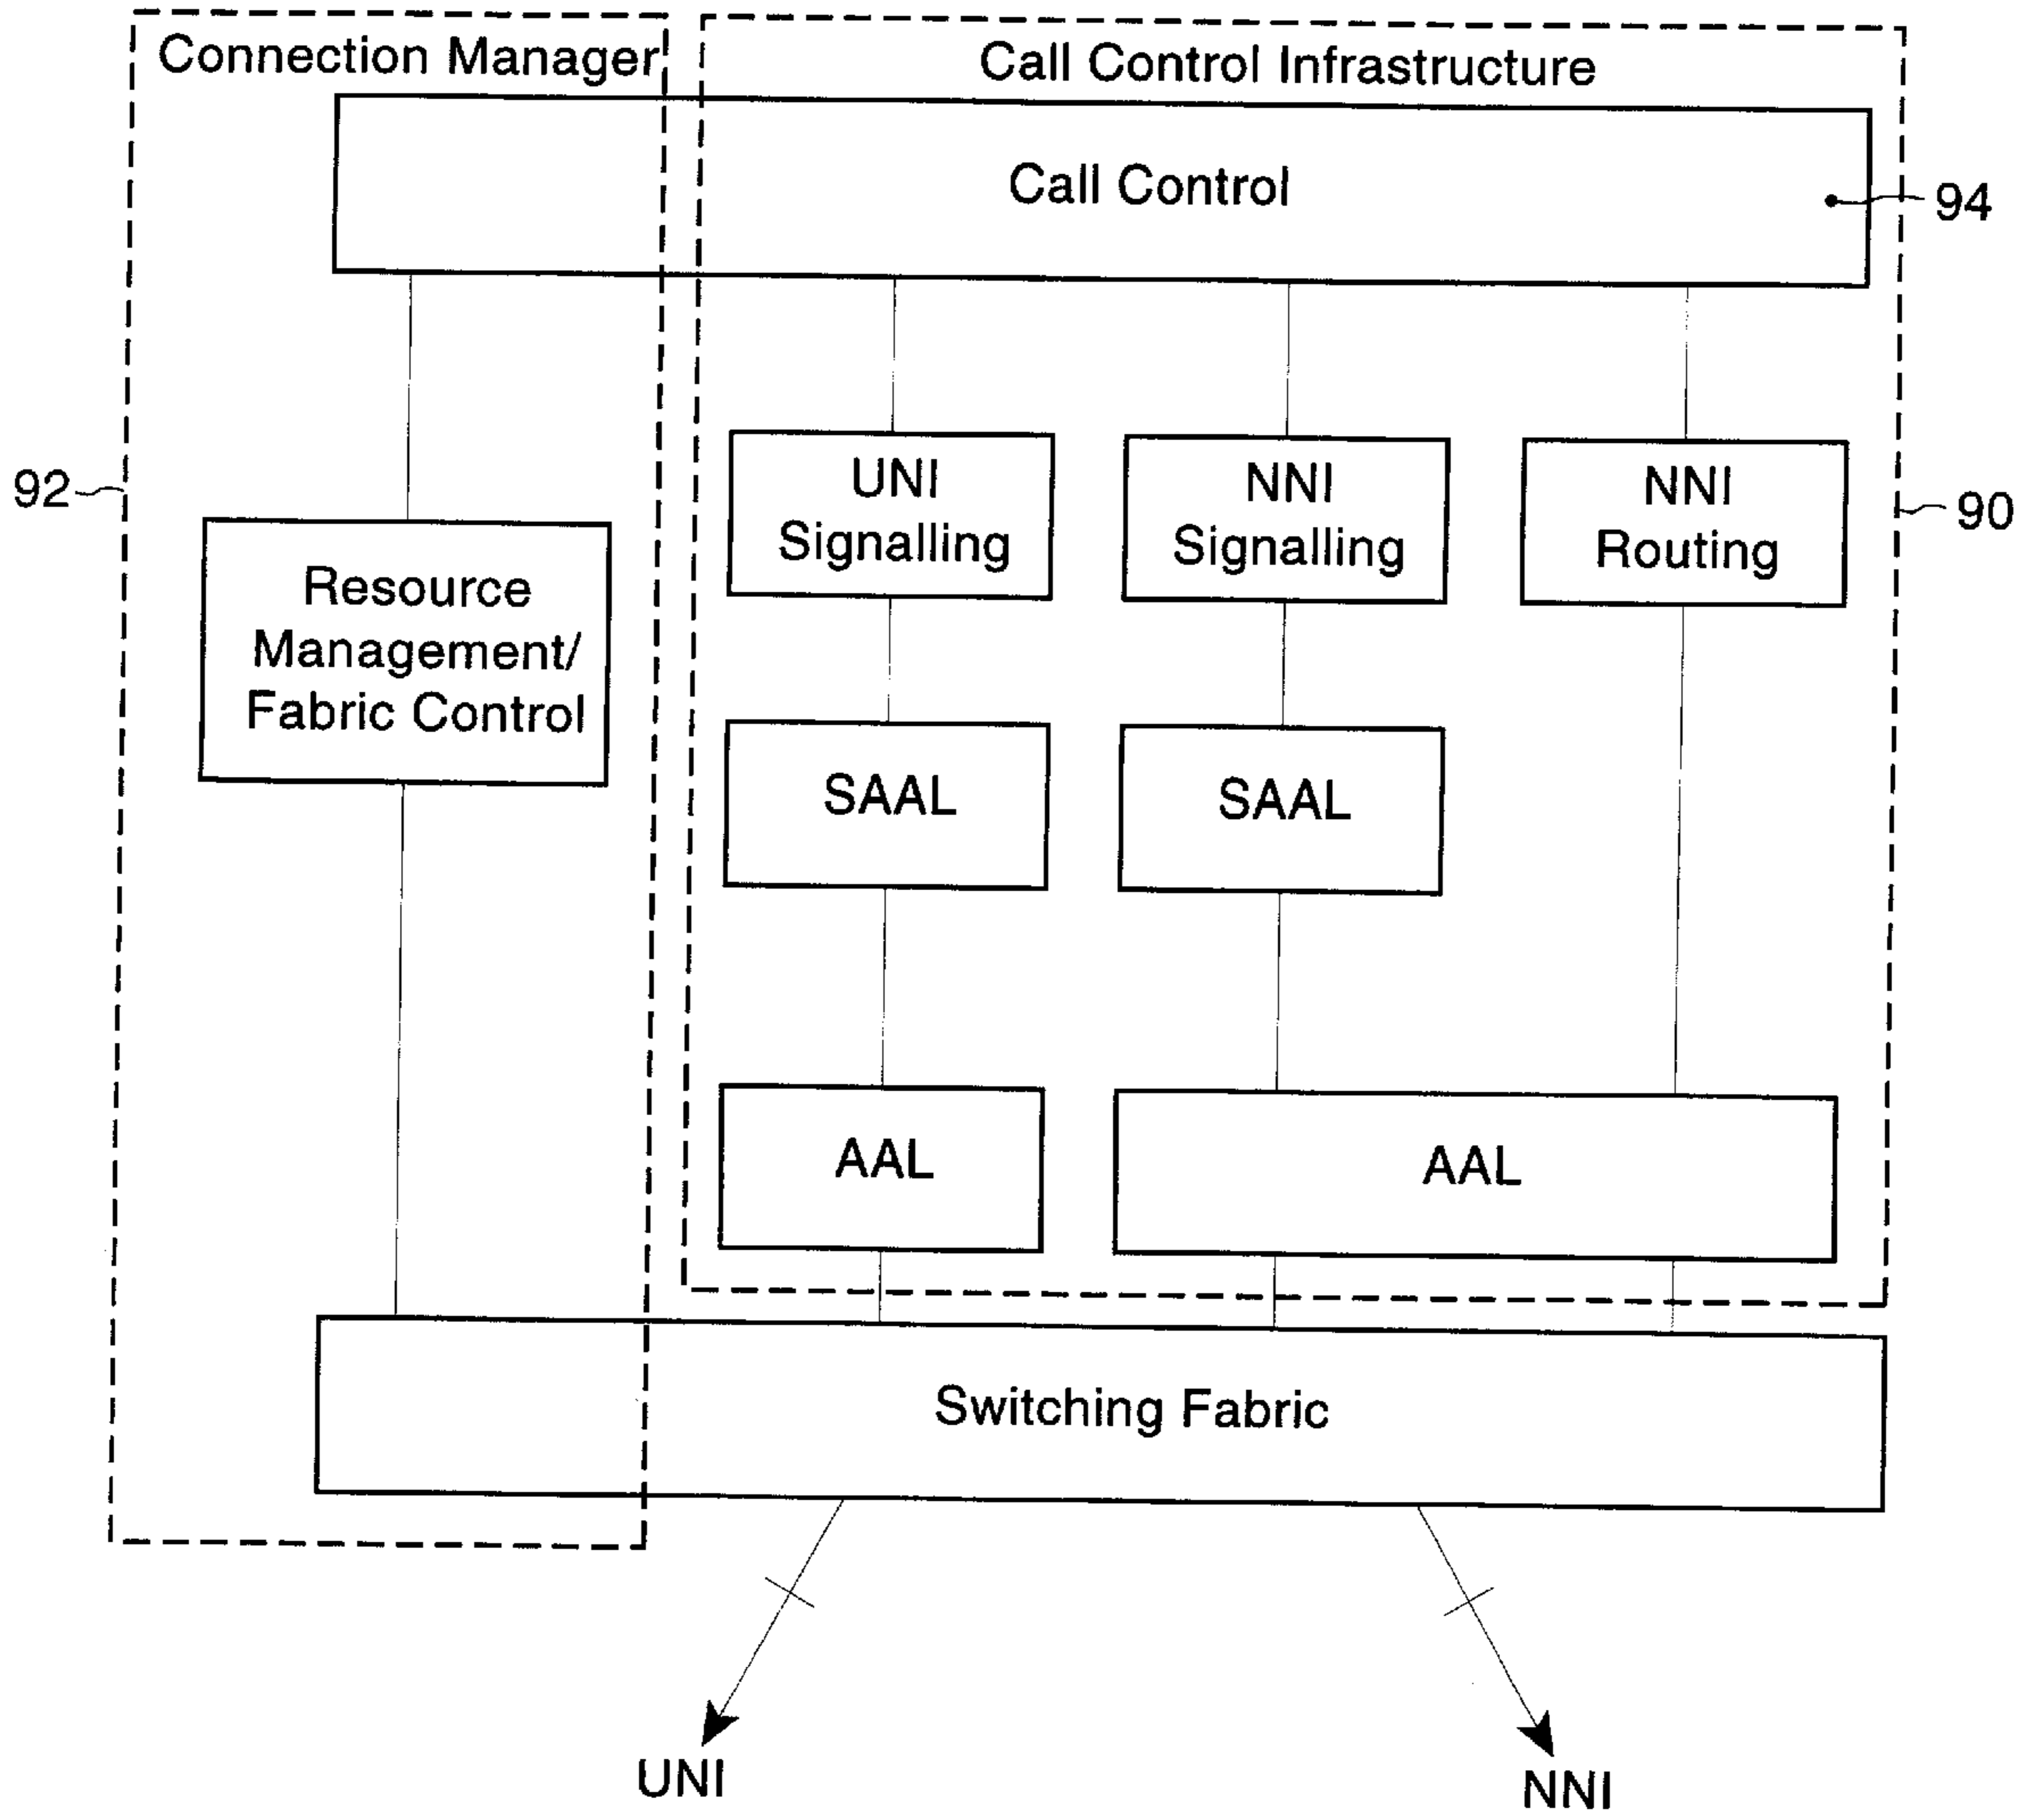 Connection Manager
Call Control Infrastructure
Call Control
94
92
UNI
Signalling
NNI
Signalling
NNI
Routing
90
Resource
Management/
Fabric Control
SAAL
SAAL
AAL
AAL
Switching Fabric
UNI
NNI